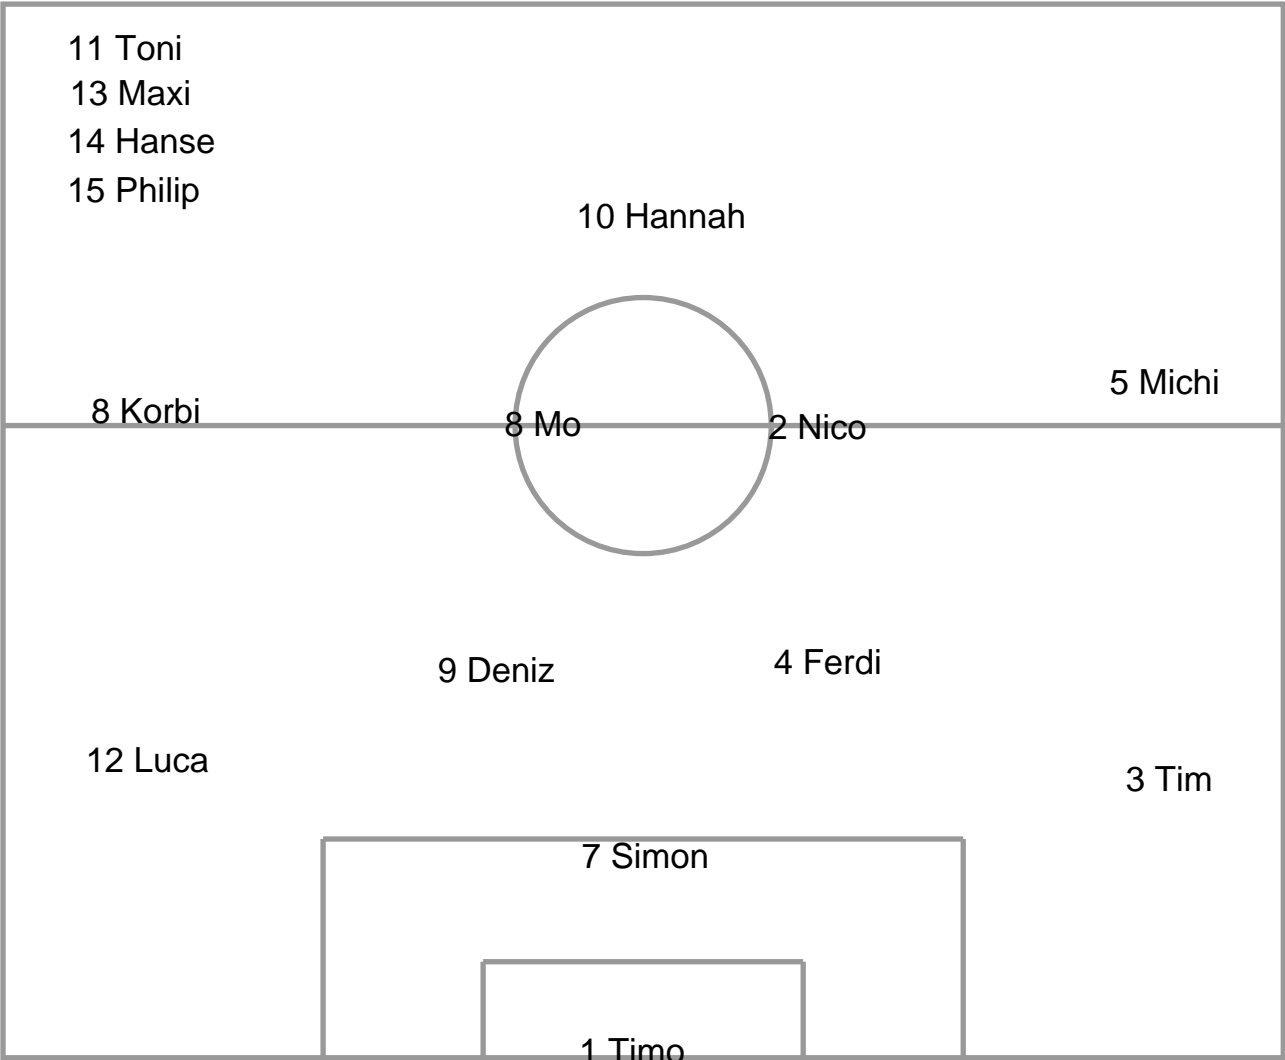 11 Toni
13 Maxi
14 Hanse
15 Philip
10 Hannah
5 Michi
8 Korbi
8 Mo
2 Nico
9 Deniz
4 Ferdi
12 Luca
3 Tim
7 Simon
1 Timo